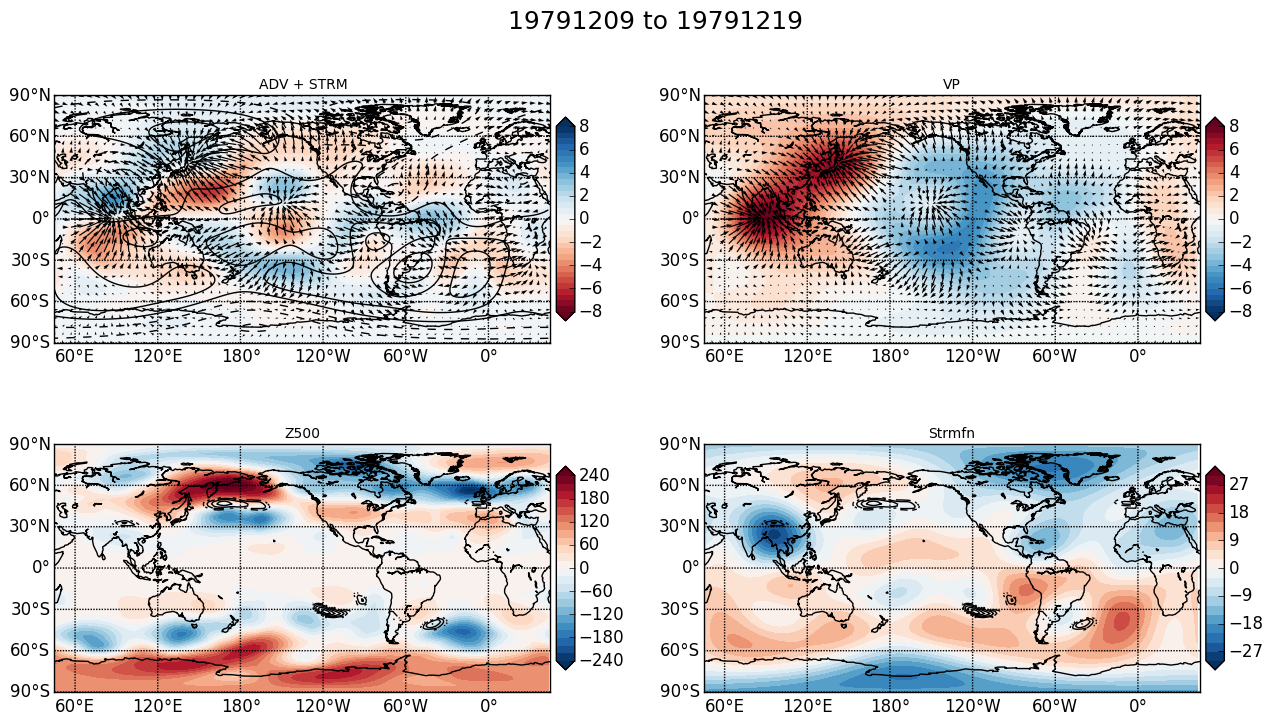 19791209 to 19791219
ADV + STRM
90°N
60°N
30°N
0°
30°S
60°S
90°S
60°E 120°E 180° 120°W 60°W 0°
8
6
4
2
0
−2
−4
−6
−8
VP
90°N
60°N
30°N
0°
30°S
60°S
90°S
60°E 120°E 180° 120°W 60°W 0°
8
6
4
2
0
−2
−4
−6
−8
Z500
90°N
60°N
30°N
0°
30°S
60°S
90°S
60°E 120°E 180° 120°W 60°W 0°
240
180
120
60
0
−60
−120
−180
−240
Strmfn
90°N
60°N
30°N
0°
30°S
60°S
90°S
60°E 120°E 180° 120°W 60°W 0°
27
18
9
0
−9
−18
−27